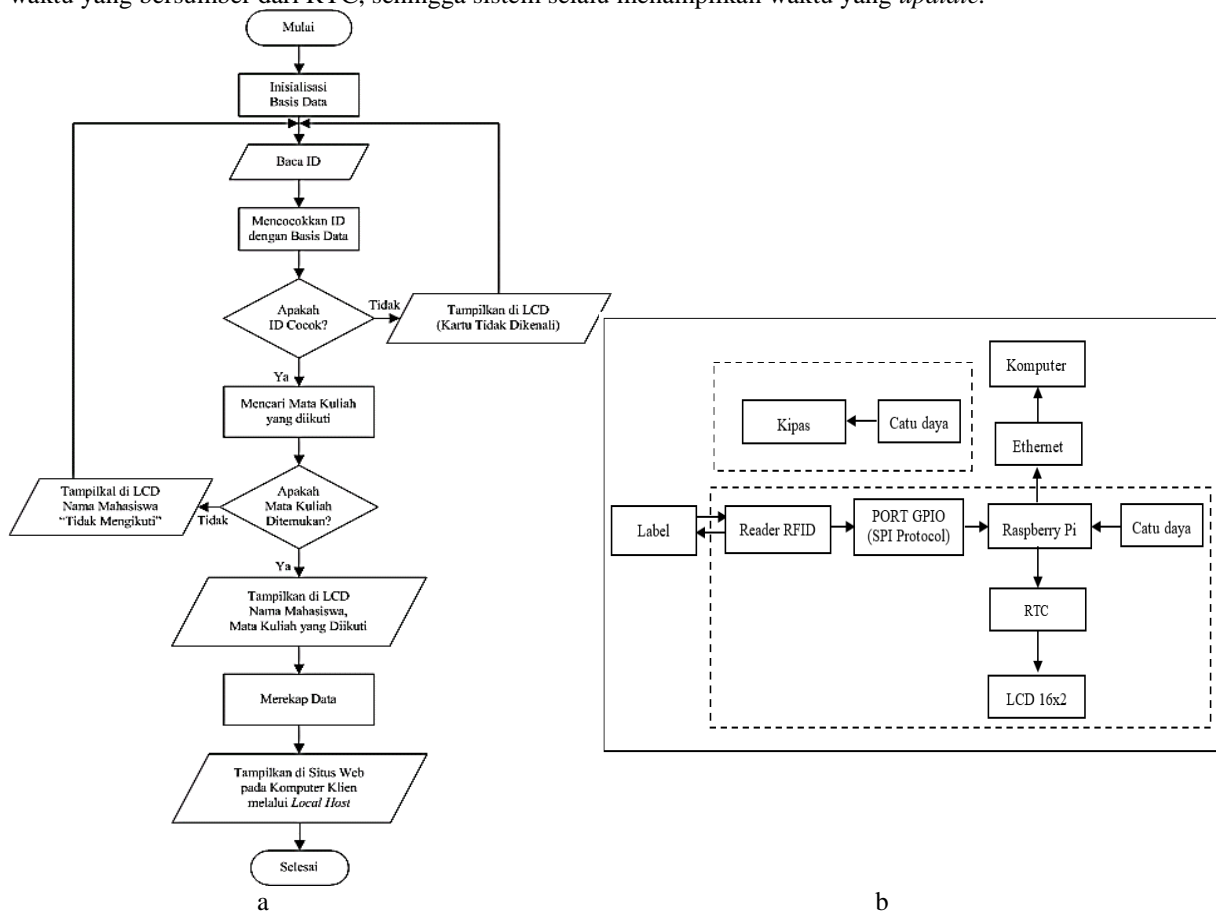 waktu yang bersumber dari RTC, sehingga sistem selalu menampilkan waktu yang update.
Mulai
Inisialisasi
Basis Data
Baca ID
Mencocokkan ID
dengan Basis Data
Apakah
ID Cocok?
Tidak
Tampilkan di LCD
(Kartu Tidak Dikenali)
Ya
Mencari Mata Kuliah
yang diikuti
Apakah
Mata Kuliah
Ditemukan?
Tidak
Tampilkal di LCD
Nama Mahasiswa
“Tidak Mengikuti”
Ya
Tampilkan di LCD
Nama Mahasiswa,
Mata Kuliah yang Diikuti
Merekap Data
Tampilkan di Situs Web
pada Komputer Klien
melalui Local Host
Selesai
a
Komputer
Kipas
Catu daya
Ethernet
Label
Reader RFID
PORT GPIO
(SPI Protocol)
Raspberry Pi
Catu daya
RTC
LCD 16x2
b